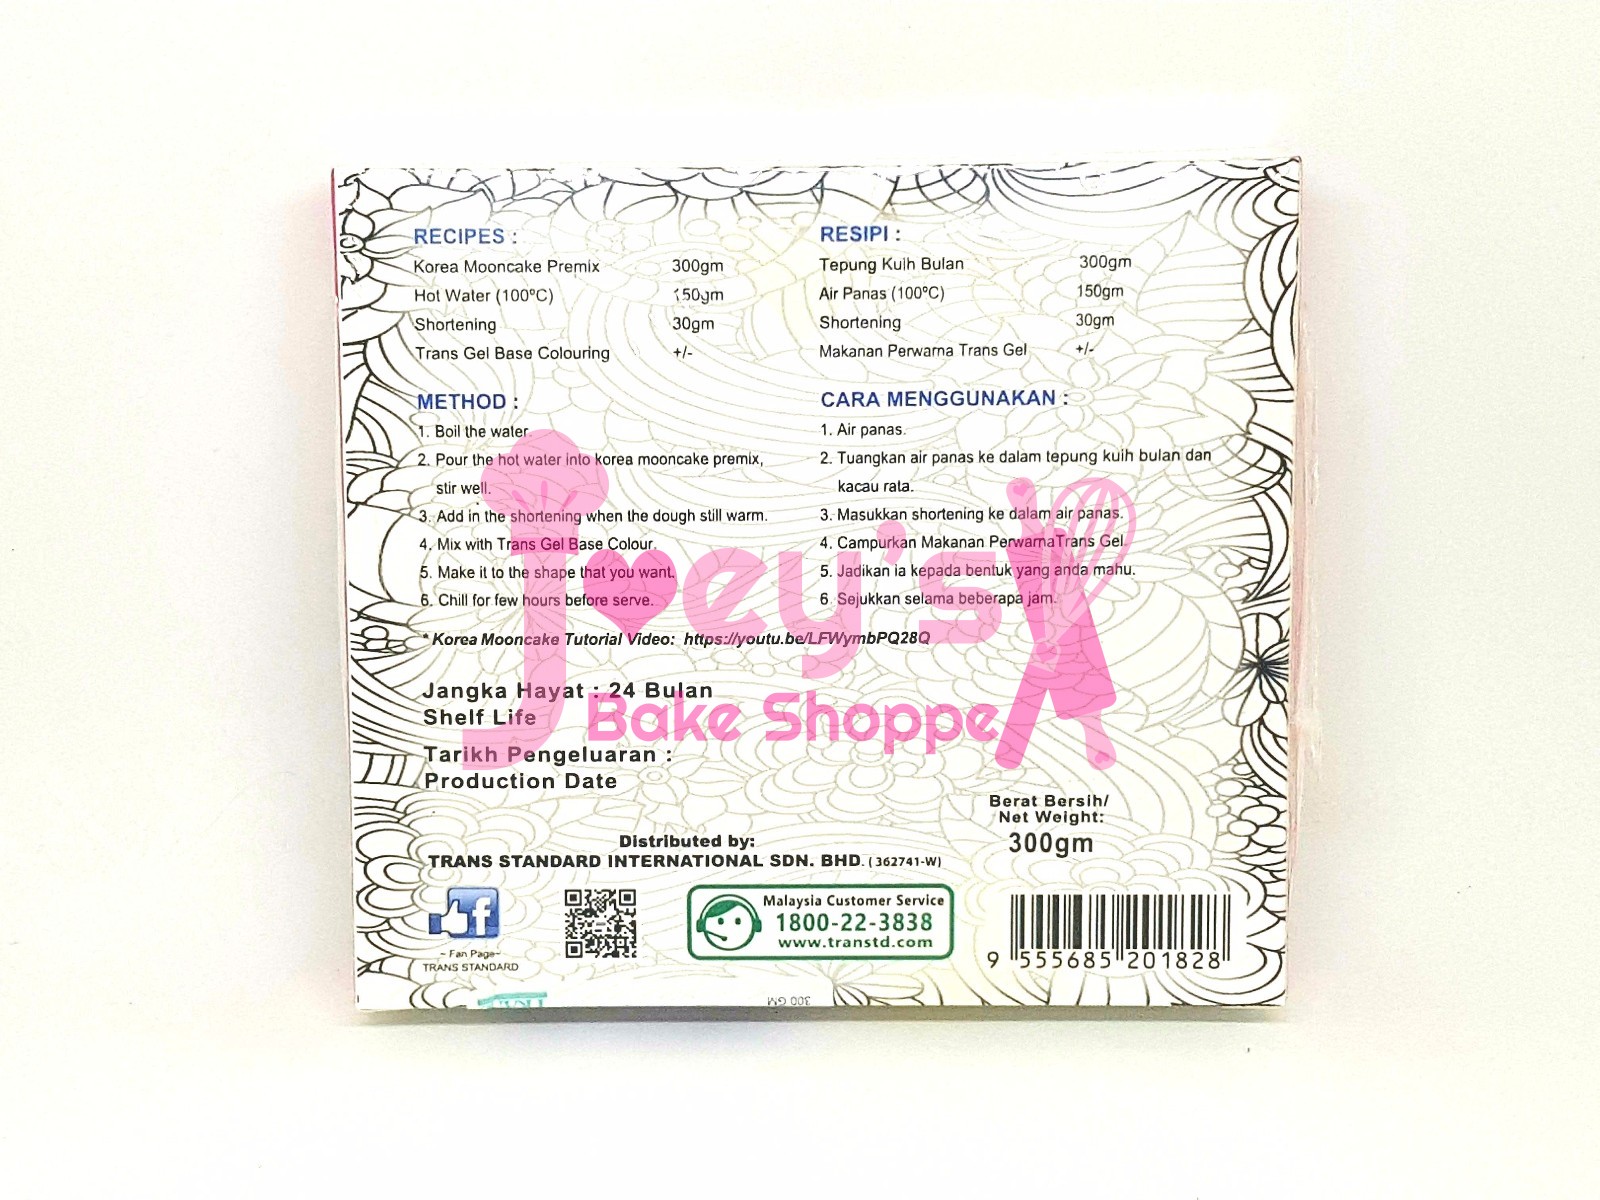 RECIPES :
Korea Mooncake Premix 300gm
Hot Water (100ºC) 150gm
Shortening 30gm
Trans Gel Base Colouring +/-
METHOD :
1. Boil the water.
2. Pour the hot water into korea mooncake premix,
stir well.
3. Add in the shortening when the dough still warm.
4. Mix with Trans Gel Base Colour.
5. Make it to the shape that you want.
6. Chill for few hours before serve.
RESIPI :
Tepung Kuih Bulan 300gm
Air Panas (100ºC) 150gm
Shortening 30gm
Makanan Perwarna Trans Gel +/-
CARA MENGGUNAKAN :
1. Air panas.
2. Tuangkan air panas ke dalam tepung kuih bulan dan
kacau rata.
3. Masukkan shortening ke dalam air panas.
4. Campurkan Makanan PerwarnaTrans Gel.
5. Jadikan ia kepada bentuk yang anda mahu.
6. Sejukkan selama beberapa jam.
* Korea Mooncake Tutorial Video: https://youtu.be/LFWymbPQ28Q
Joey's
Bake Shoppe
Jangka Hayat : 24 Bulan
Shelf Life
Tarikh Pengeluaran :
Production Date
Berat Bersih/
Net Weight:
300gm
Distributed by:
TRANS STANDARD INTERNATIONAL SDN. BHD. (362741-W)
f
~ Fan Page~
TRANS STANDARD
Malaysia Customer Service
1800-22-3838
www.transtd.com
9 555685 201828
300 GM